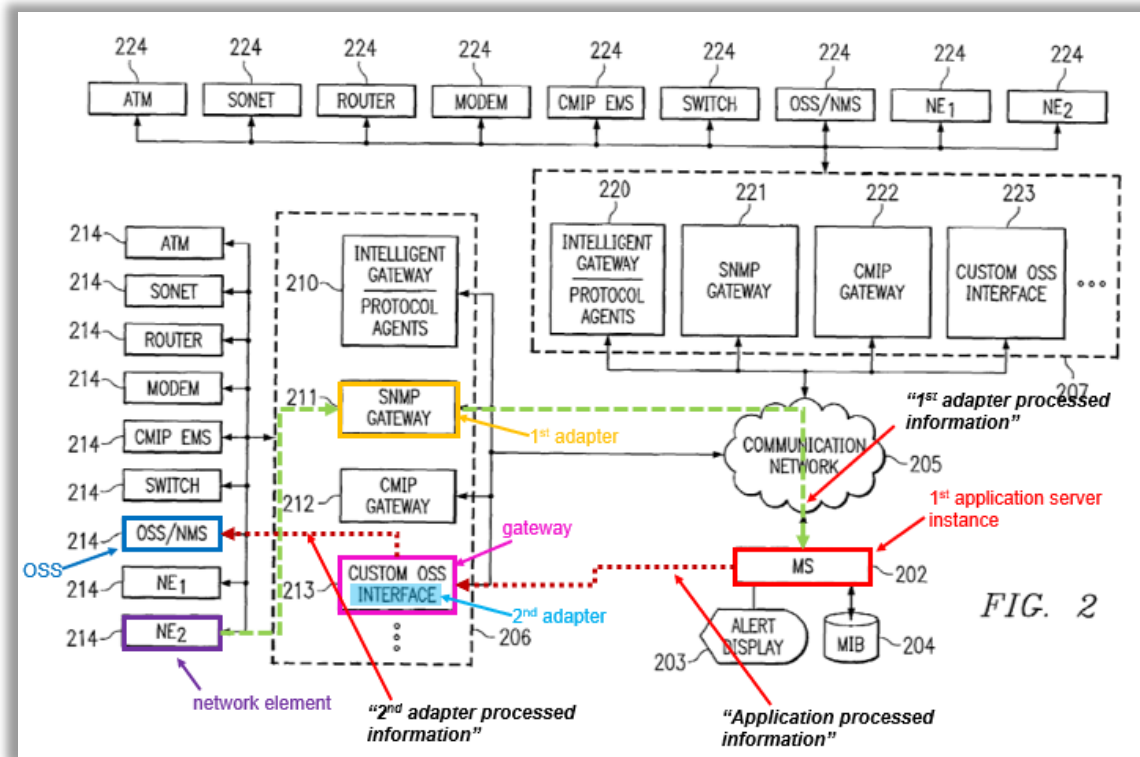 224 224 224 224 224 224 224 224 224
ATM SONET ROUTER MODEM CMIP EMS SWITCH OSS/NMS NE1 NE2
220 221 222 223
INTELLIGENT
GATEWAY
PROTOCOL
AGENTS
SNMP
GATEWAY
CMIP
GATEWAY
CUSTOM OSS
INTERFACE
207
214 ATM
214 SONET
214 ROUTER
214 MODEM
214 CMIP EMS
214 SWITCH
214 OSS/NMS
OSS
214 NE1
214 NE2
network element
210
INTELLIGENT
GATEWAY
PROTOCOL
AGENTS
211
SNMP
GATEWAY
1st adapter
212
CMIP
GATEWAY
gateway
213
CUSTOM OSS
INTERFACE
2nd adapter
206
"2nd adapter processed
information"
"1st adapter processed
information"
COMMUNICATION
NETWORK
205
1st application server
instance
MS
202
ALERT
DISPLAY
203
MIB
204
FIG. 2
"Application processed
information"